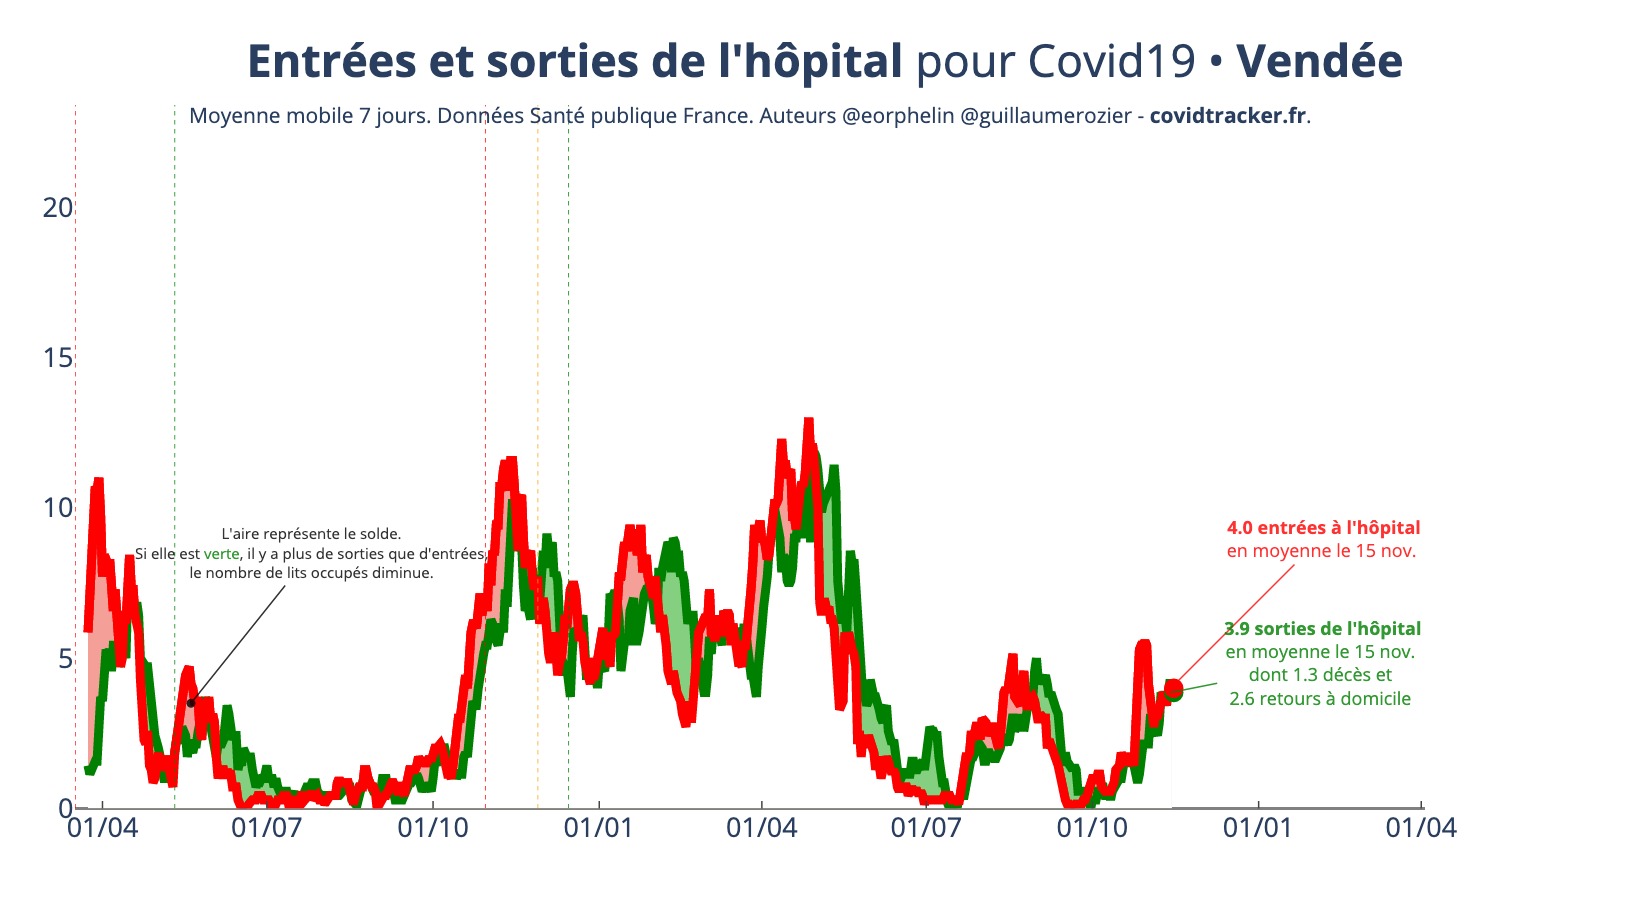 Entrées et sorties de l'hôpital pour Covid19 • Vendée
Moyenne mobile 7 jours. Données Santé publique France. Auteurs @eorphelin @guillaumerozier - covidtracker.fr.
20
15
10
5
0
L'aire représente le solde.
Si elle est verte, il y a plus de sorties que d'entrées,
le nombre de lits occupés diminue.
4.0 entrées à l'hôpital
en moyenne le 15 nov.
3.9 sorties de l'hôpital
en moyenne le 15 nov.
dont 1.3 décès et
2.6 retours à domicile
01/04 01/07 01/10 01/01 01/04 01/07 01/10 01/01 01/04